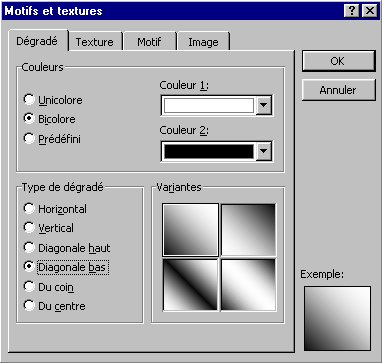 Motifs et textures
Dégradé
Texture
Motif
Image
Couleurs
Unicolore
Bicolore
Prédéfini
Couleur 1:
Couleur 2:
OK
Annuler
Type de dégradé
Horizontal
Vertical
Diagonale haut
Diagonale bas
Du coin
Du centre
Variantes
Exemple: